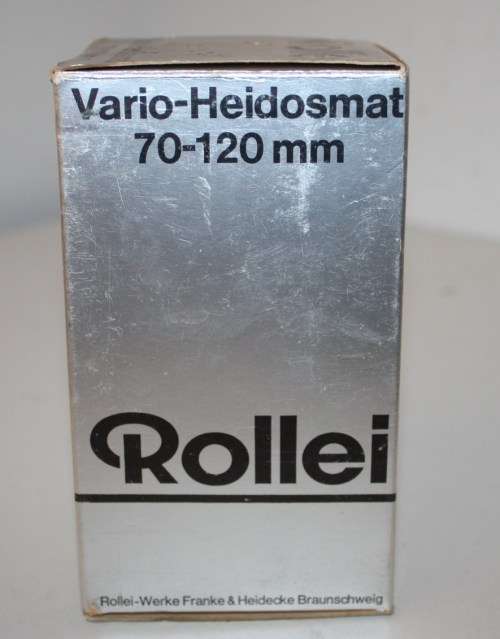 Vario-Heidosmat
70-120 mm
Rollei
Rollei-Werke Franke & Heidecke Braunschweig